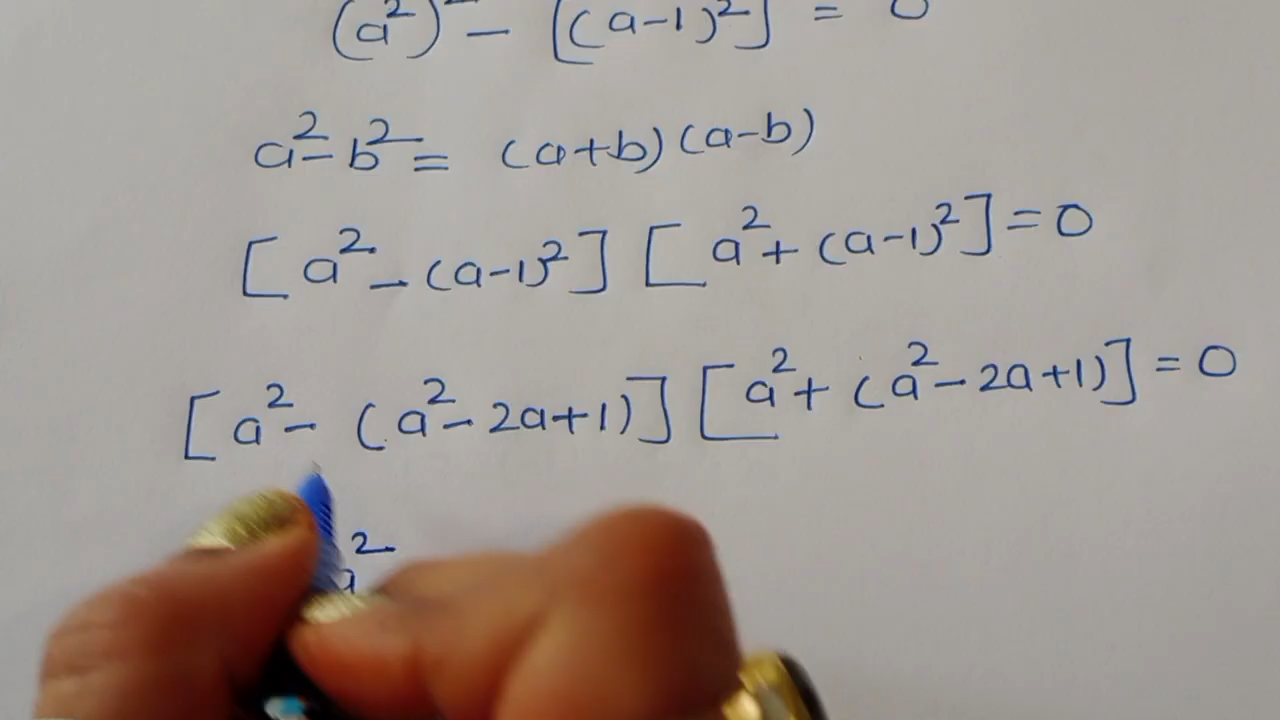 (a²)² - [(a-1)²] = 0
a² - b² = (a+b)(a-b)
[a² - (a-1)²] [a² + (a-1)²] = 0
[a² - (a² - 2a + 1)] [a² + (a² - 2a + 1)] = 0
a²